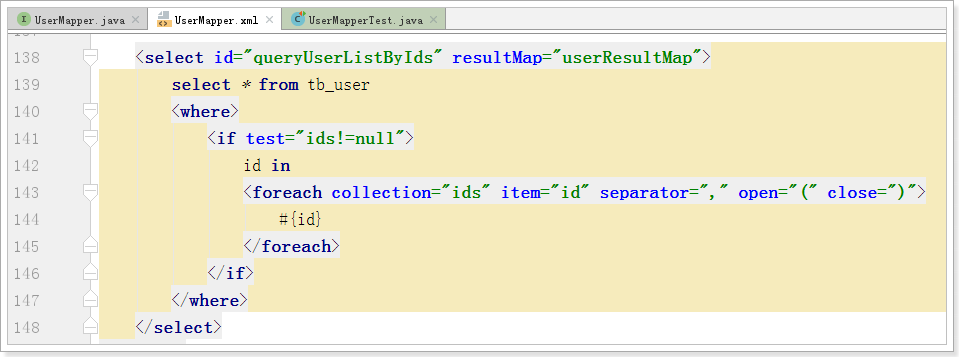 UserMapper.java × UserMapper.xml × UserMapperTest.java ×
138 <select id="queryUserListByIds" resultMap="userResultMap">
139 select * from tb_user
140 <where>
141 <if test="ids!=null">
142 id in
143 <foreach collection="ids" item="id" separator="," open="(" close=")">
144 #{id}
145 </foreach>
146 </if>
147 </where>
148 </select>